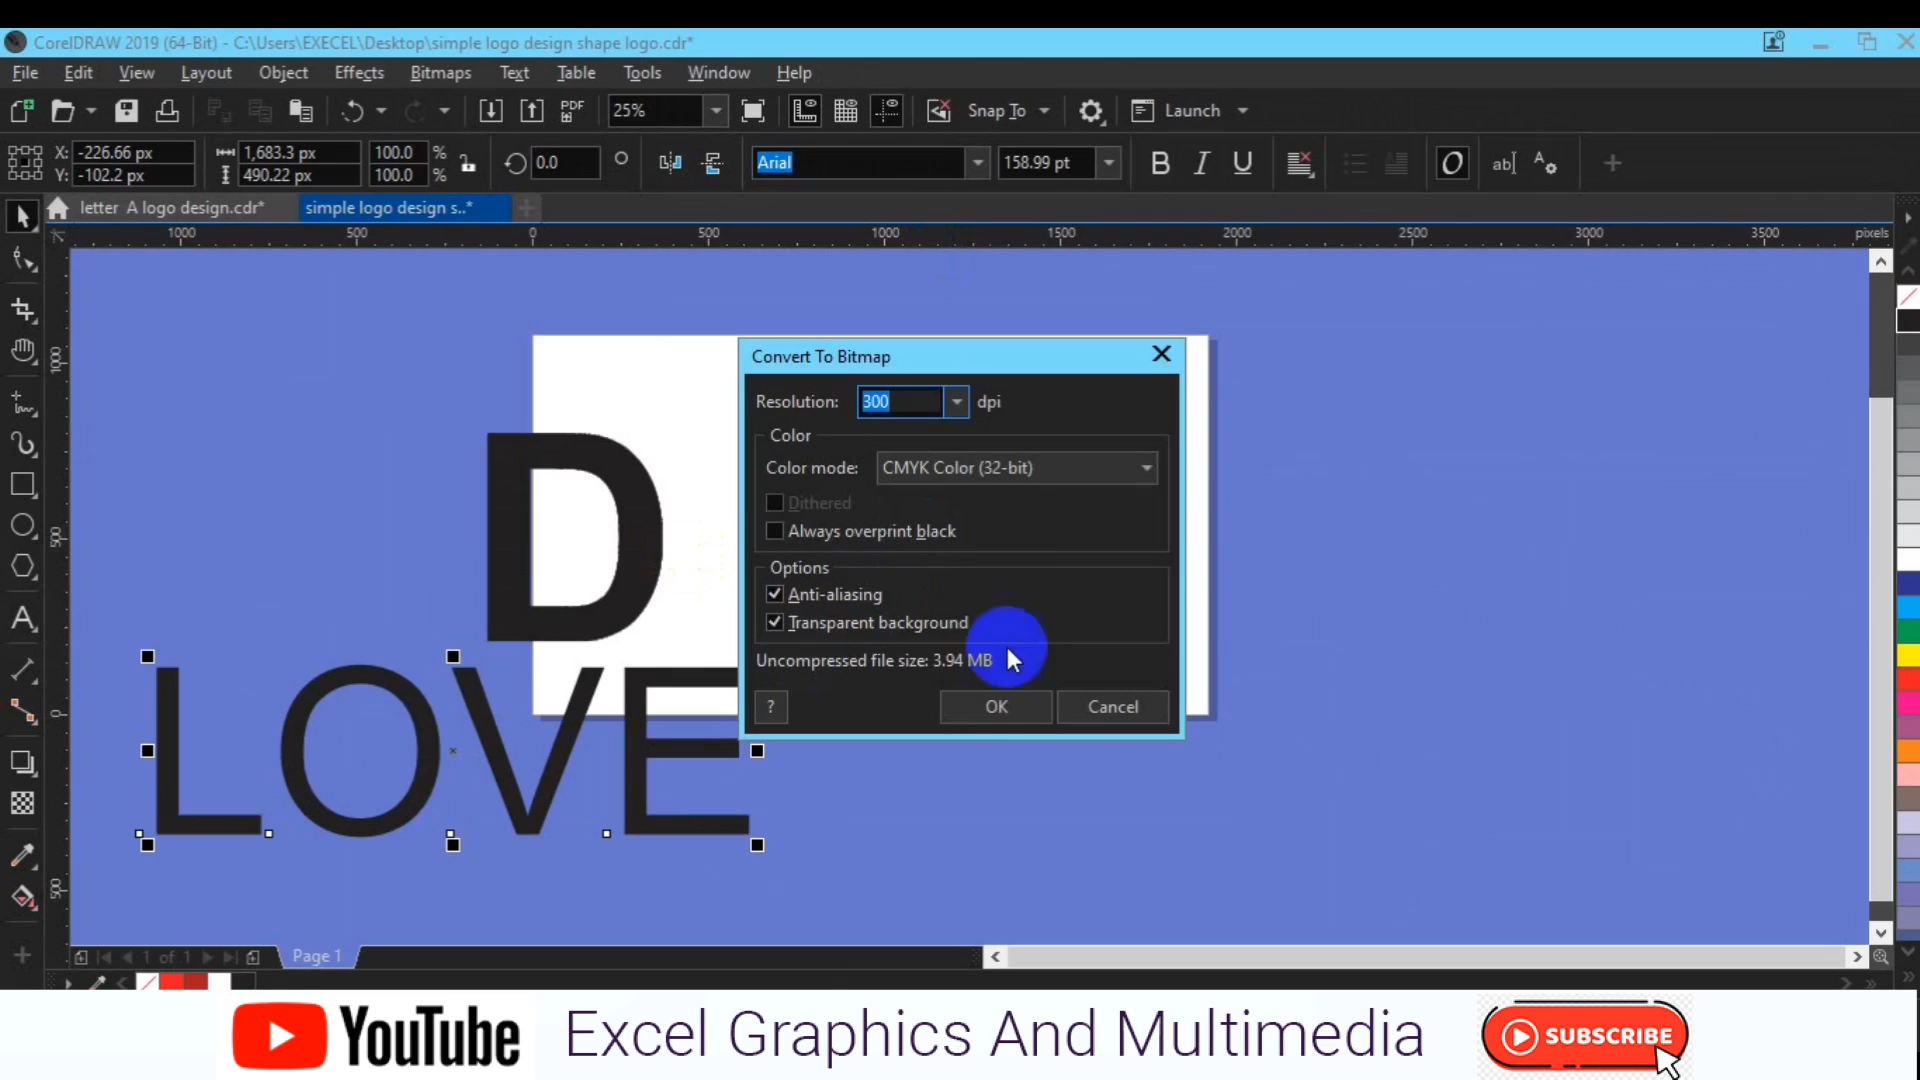 CorelDRAW 2019 (64-Bit) - C:\Users\EXECEL\Desktop\simple logo design shape logo.cdr*
File Edit View Layout Object Effects Bitmaps Text Table Tools Window Help
PDF 25% Snap To Launch
X: -226.66 px 1,683.3 px 100.0 % 0.0 Arial 158.99 pt B I U O ab|
Y: -102.2 px 490.22 px 100.0 %
letter A logo design.cdr* simple logo design s..*
1000 500 0 500 1000 1500 2000 2500 3000 3500 pixels
1000
500
0
500
Convert To Bitmap
Resolution: 300 dpi
Color
Color mode: CMYK Color (32-bit)
Dithered
Always overprint black
Options
Anti-aliasing
Transparent background
Uncompressed file size: 3.94 MB
? OK Cancel
D
LOVE
1 of 1 Page 1
YouTube Excel Graphics And Multimedia SUBSCRIBE